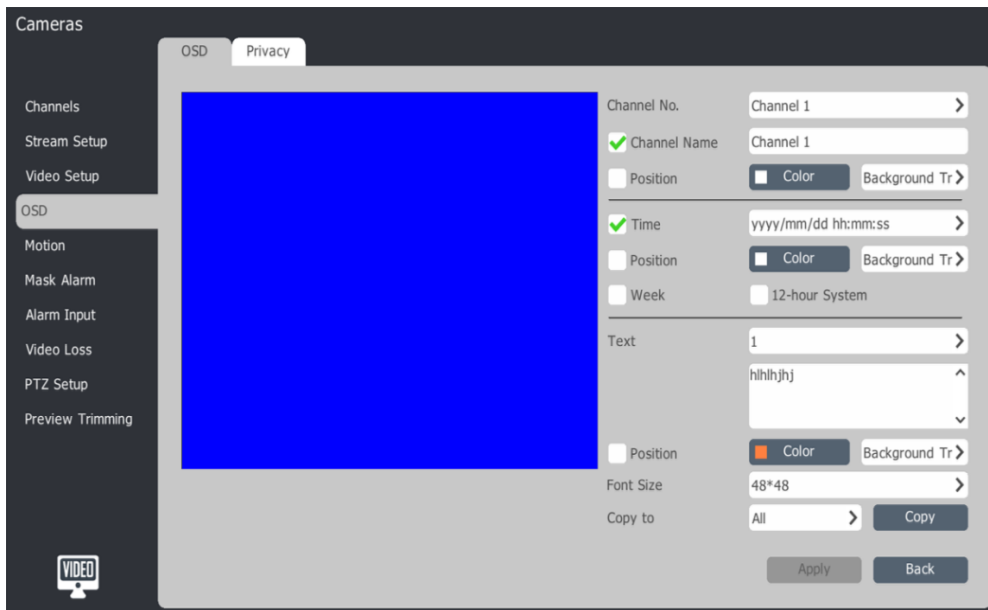 Cameras
OSD Privacy
Channels
Stream Setup
Video Setup
OSD
Motion
Mask Alarm
Alarm Input
Video Loss
PTZ Setup
Preview Trimming
VIDEO
Channel No. Channel 1
Channel Name Channel 1
Position Color Background Tr
Time yyyy/mm/dd hh:mm:ss
Position Color Background Tr
Week 12-hour System
Text 1
hlhlhjhj
Position Color Background Tr
Font Size 48*48
Copy to All Copy
Apply Back